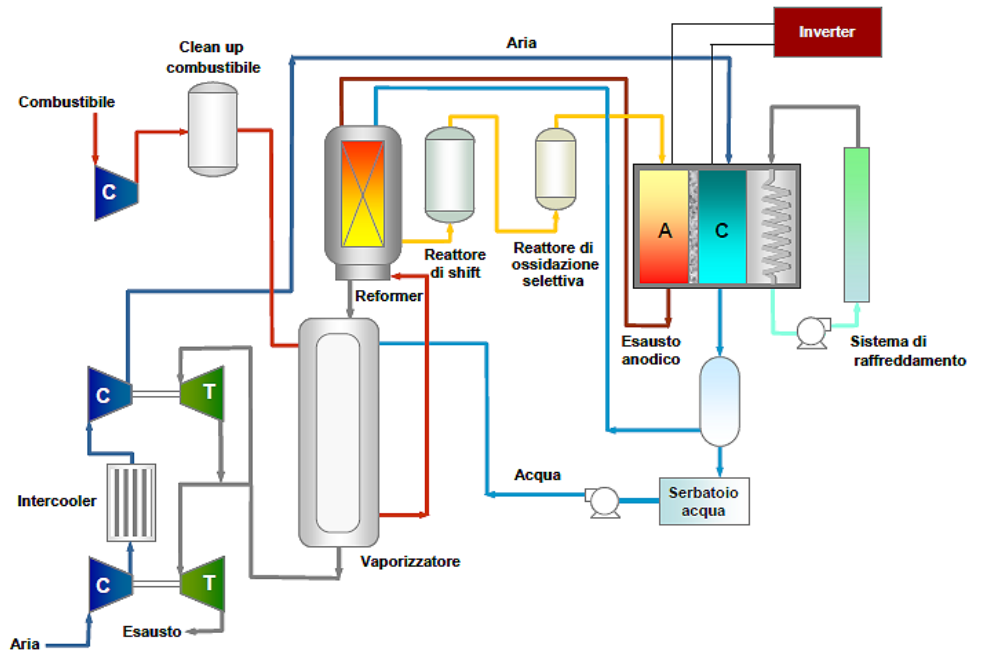 Inverter
Aria
Clean up
combustibile
Combustibile
C
A
C
Reattore
di shift
Reattore di
ossidazione
selettiva
Reformer
Esausto
anodico
Sistema di
raffreddamento
C
T
Intercooler
Acqua
Serbatoio
acqua
Vaporizzatore
C
T
Esausto
Aria